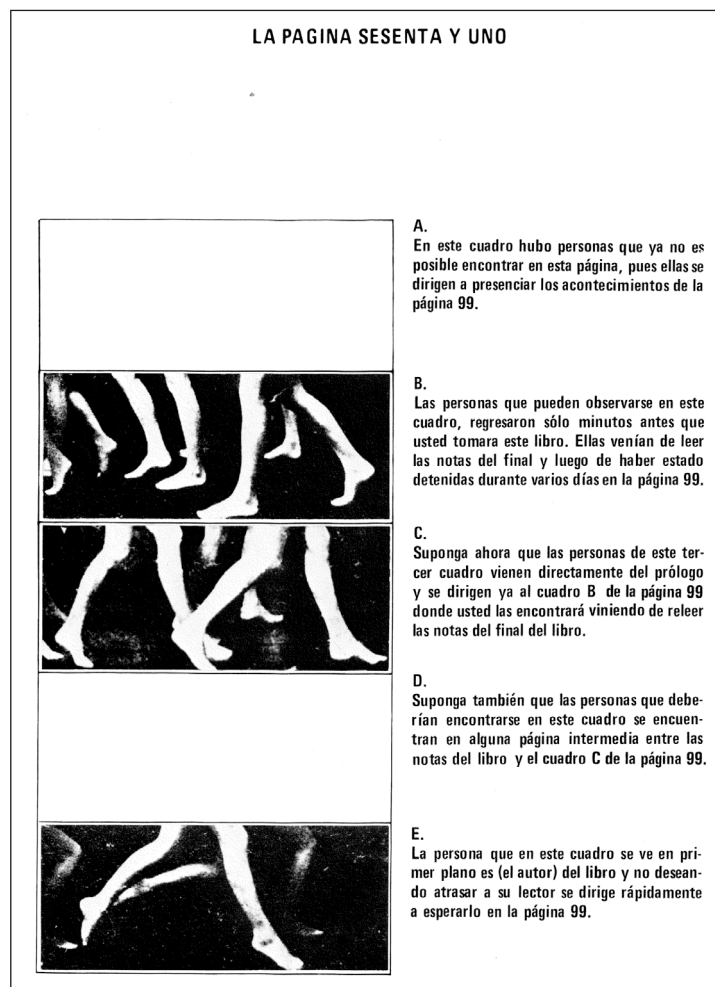 LA PAGINA SESENTA Y UNO
A.
En este cuadro hubo personas que ya no es
posible encontrar en esta página, pues ellas se
dirigen a presenciar los acontecimientos de la
página 99.
B.
Las personas que pueden observarse en este
cuadro, regresaron sólo minutos antes que
usted tomara este libro. Ellas venían de leer
las notas del final y luego de haber estado
detenidas durante varios días en la página 99.
C.
Suponga ahora que las personas de este ter-
cer cuadro vienen directamente del prólogo
y se dirigen ya al cuadro B de la página 99
donde usted las encontrará viniendo de releer
las notas del final del libro.
D.
Suponga también que las personas que debe-
rían encontrarse en este cuadro se encuen-
tran en alguna página intermedia entre las
notas del libro y el cuadro C de la página 99.
E.
La persona que en este cuadro se ve en pri-
mer plano es (el autor) del libro y no desean-
do atrasar a su lector se dirige rápidamente
a esperarlo en la página 99.